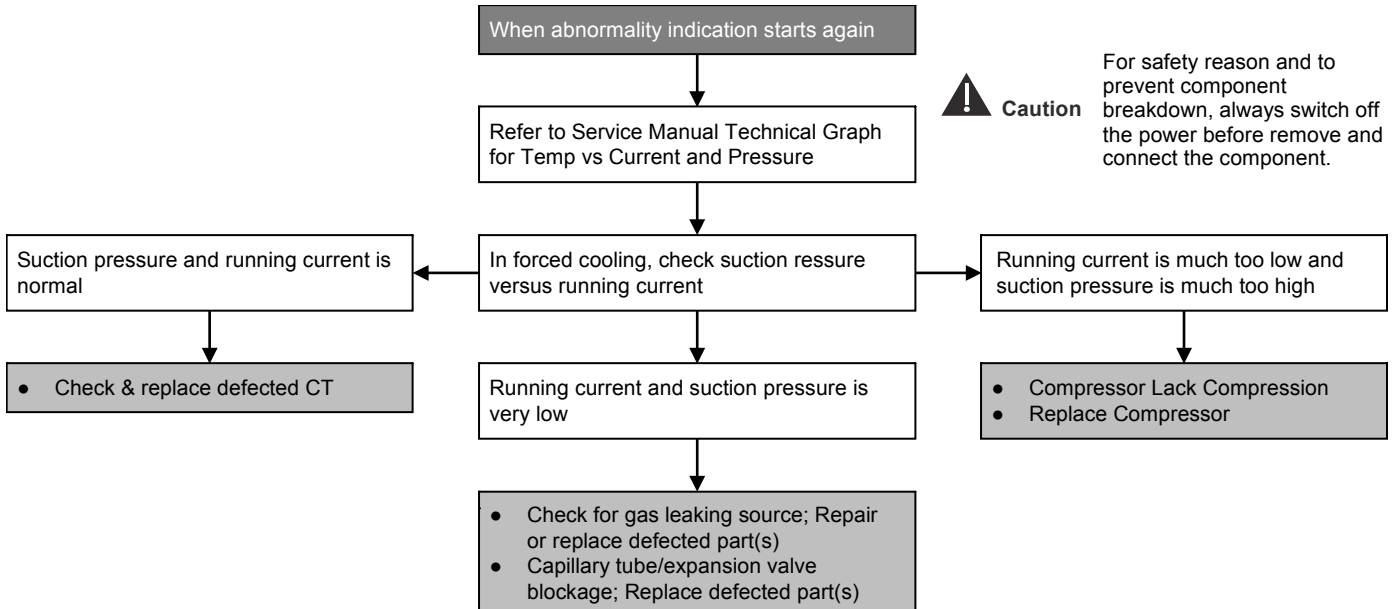 When abnormality indication starts again
For safety reason and to
prevent component
breakdown, always switch off
the power before remove and
connect the component.
Caution
Refer to Service Manual Technical Graph
for Temp vs Current and Pressure
Suction pressure and running current is
normal
In forced cooling, check suction ressure
versus running current
Running current is much too low and
suction pressure is much too high
● Check & replace defected CT
Running current and suction pressure is
very low
● Compressor Lack Compression
● Replace Compressor
● Check for gas leaking source; Repair
or replace defected part(s)
● Capillary tube/expansion valve
blockage; Replace defected part(s)